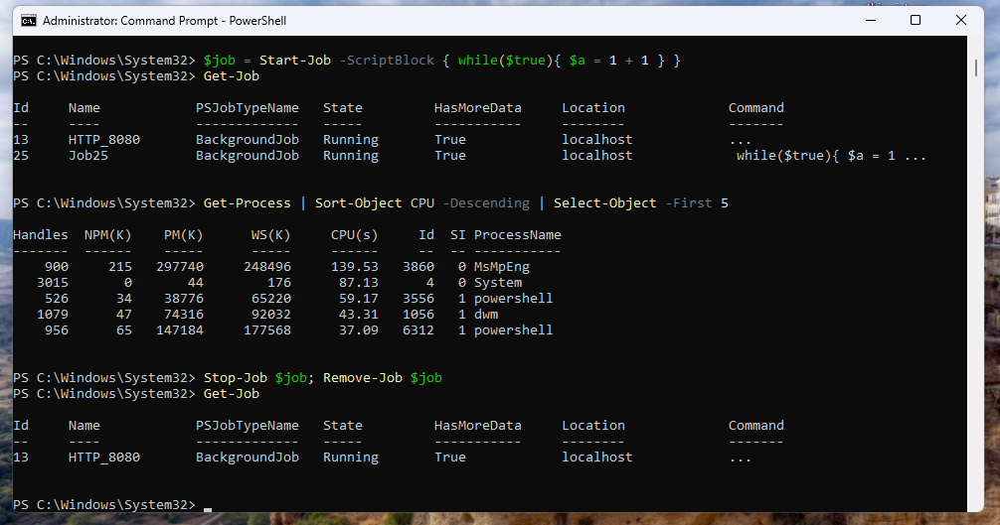 Administrator: Command Prompt - PowerShell
PS C:\Windows\System32> $job = Start-Job -ScriptBlock { while($true){ $a = 1 + 1 } }
PS C:\Windows\System32> Get-Job
Id     Name            PSJobTypeName   State         HasMoreData     Location             Command
--     ----            -------------   -----         -----------     --------             -------
13     HTTP_8080       BackgroundJob   Running       True            localhost            ...
25     Job25           BackgroundJob   Running       True            localhost             while($true){ $a = 1 ...
PS C:\Windows\System32> Get-Process | Sort-Object CPU -Descending | Select-Object -First 5
Handles  NPM(K)    PM(K)      WS(K)     CPU(s)     Id  SI ProcessName
-------  ------    -----      -----     ------     --  -- -----------
    900     215   297740     248496     139.53   3860   0 MsMpEng
   3015       0       44        176      87.13      4   0 System
    526      34    38776      65220      59.17   3556   1 powershell
   1079      47    74316      92032      43.31   1056   1 dwm
    956      65   147184     177568      37.09   6312   1 powershell
PS C:\Windows\System32> Stop-Job $job; Remove-Job $job
PS C:\Windows\System32> Get-Job
Id     Name            PSJobTypeName   State         HasMoreData     Location             Command
--     ----            -------------   -----         -----------     --------             -------
13     HTTP_8080       BackgroundJob   Running       True            localhost            ...
PS C:\Windows\System32>